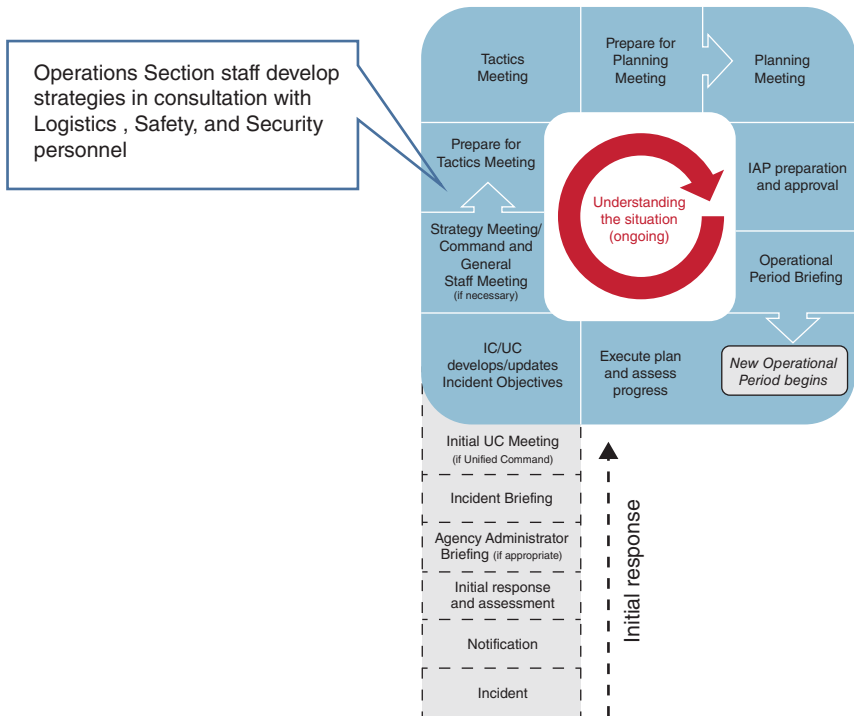 Operations Section staff develop
strategies in consultation with
Logistics , Safety, and Security
personnel
Tactics
Meeting
Prepare for
Planning
Meeting
Planning
Meeting
Prepare for
Tactics Meeting
Understanding
the situation
(ongoing)
IAP preparation
and approval
Strategy Meeting/
Command and
General
Staff Meeting
(if necessary)
Operational
Period Briefing
IC/UC
develops/updates
Incident Objectives
Execute plan
and assess
progress
New Operational
Period begins
Initial UC Meeting
(if Unified Command)
Incident Briefing
Agency Administrator
Briefing (if appropriate)
Initial response
and assessment
Notification
Incident
Initial response